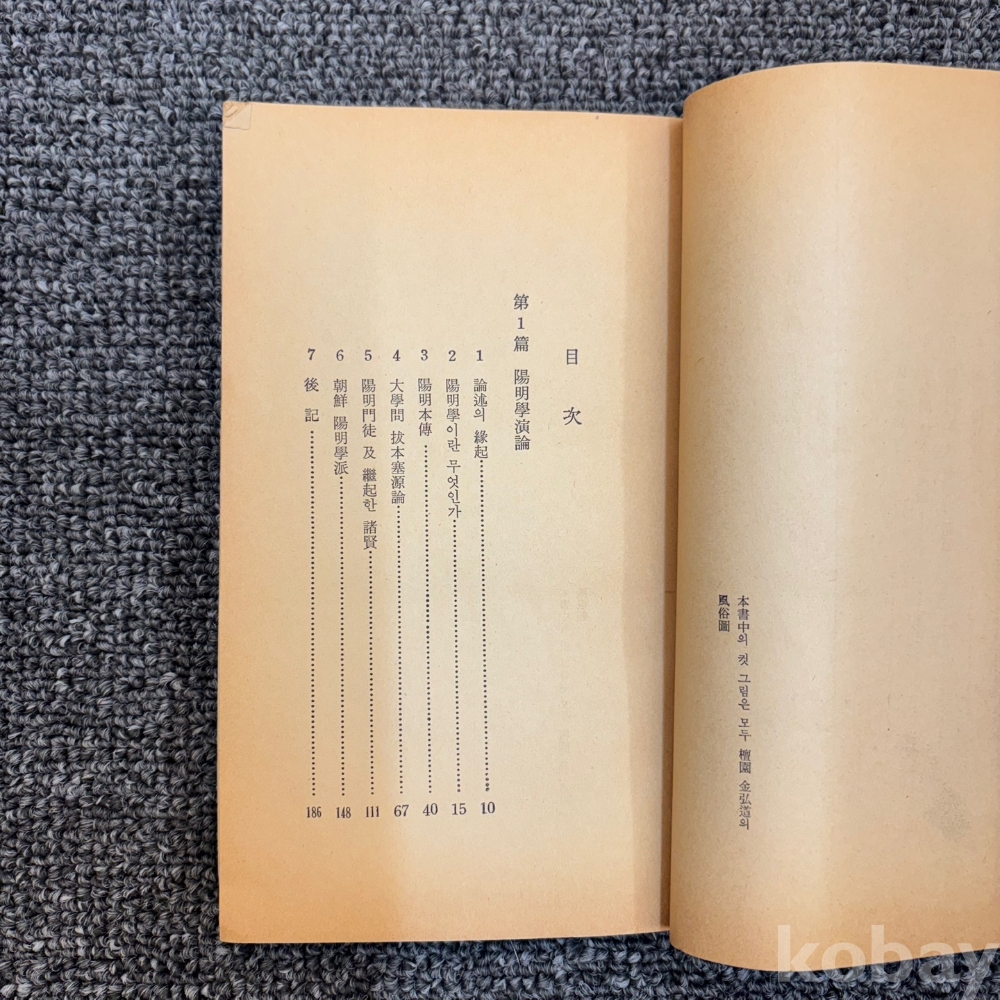 本書中의 컷 그림은 모두 檀園 金弘道의
風俗圖
目次
第1篇 陽明學演論
1 論述의 緣起 10
2 陽明學이란 무엇인가 15
3 陽明本傳 40
4 大學問 拔本塞源論 67
5 陽明門徒 及 繼起한 諸賢 111
6 朝鮮 陽明學派 148
7 後記 186
kobay